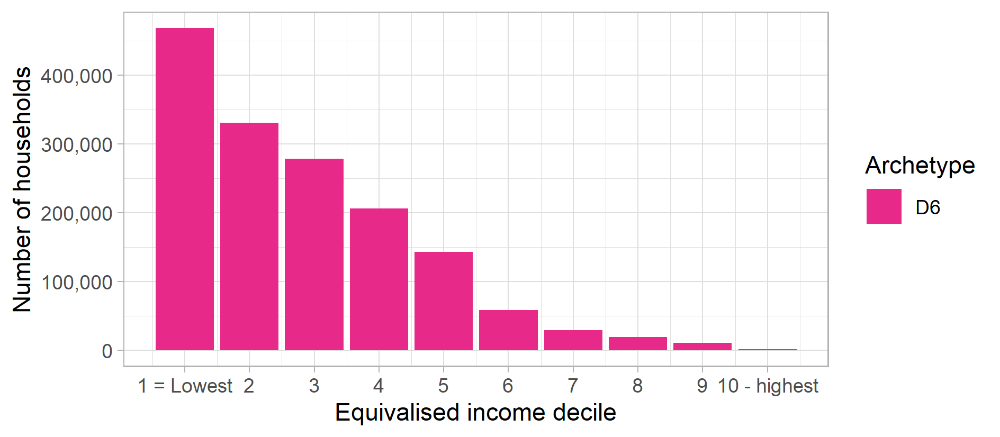 Number of households
400,000
300,000
200,000
100,000
0
1 = Lowest 2 3 4 5 6 7 8 9 10 - highest
Equivalised income decile
Archetype
D6